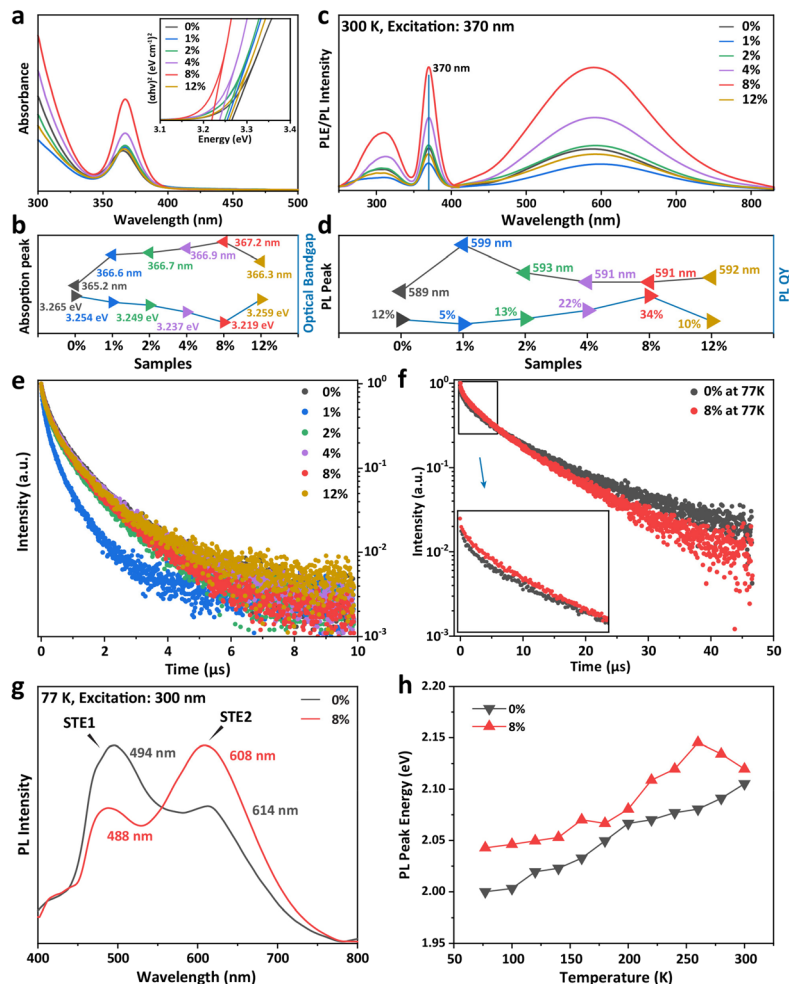 a
Absorbance
(αhv)² (eV cm⁻¹)²
0%
1%
2%
4%
8%
12%
3.1 3.2 3.3 3.4
Energy (eV)
300 350 400 450 500
Wavelength (nm)
c
300 K, Excitation: 370 nm
PLE/PL Intensity
370 nm
0%
1%
2%
4%
8%
12%
300 400 500 600 700 800
Wavelength (nm)
b
Absoption peak
Optical Bandgap
365.2 nm
366.6 nm
366.7 nm
366.9 nm
367.2 nm
366.3 nm
3.265 eV
3.254 eV
3.249 eV
3.237 eV
3.219 eV
3.259 eV
0% 1% 2% 4% 8% 12%
Samples
d
PL Peak
PL QY
589 nm
599 nm
593 nm
591 nm
591 nm
592 nm
12%
5%
13%
22%
34%
10%
0% 1% 2% 4% 8% 12%
Samples
e
Intensity (a.u.)
0%
1%
2%
4%
8%
12%
10⁰
10⁻¹
10⁻²
10⁻³
0 2 4 6 8 10
Time (μs)
f
Intensity (a.u.)
0% at 77K
8% at 77K
10⁰
10⁻¹
10⁻²
10⁻³
0 10 20 30 40 50
Time (μs)
g
77 K, Excitation: 300 nm
0%
8%
STE1
STE2
494 nm
608 nm
614 nm
488 nm
PL Intensity
400 500 600 700 800
Wavelength (nm)
h
PL Peak Energy (eV)
0%
8%
2.20
2.15
2.10
2.05
2.00
1.95
50 100 150 200 250 300
Temperature (K)